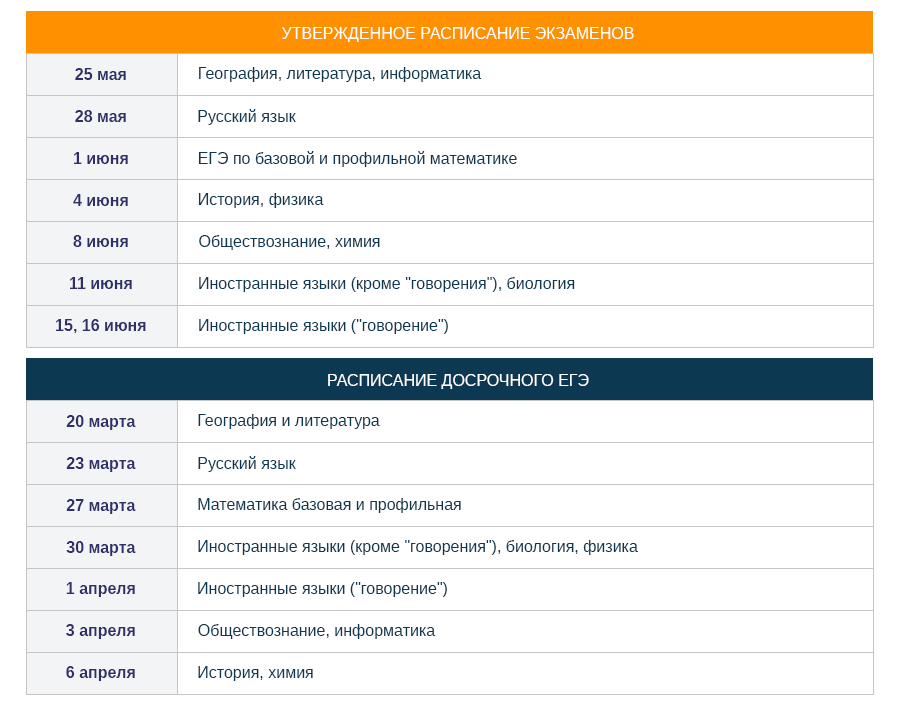 УТВЕРЖДЕННОЕ РАСПИСАНИЕ ЭКЗАМЕНОВ
25 мая География, литература, информатика
28 мая Русский язык
1 июня ЕГЭ по базовой и профильной математике
4 июня История, физика
8 июня Обществознание, химия
11 июня Иностранные языки (кроме "говорения"), биология
15, 16 июня Иностранные языки ("говорение")
РАСПИСАНИЕ ДОСРОЧНОГО ЕГЭ
20 марта География и литература
23 марта Русский язык
27 марта Математика базовая и профильная
30 марта Иностранные языки (кроме "говорения"), биология, физика
1 апреля Иностранные языки ("говорение")
3 апреля Обществознание, информатика
6 апреля История, химия